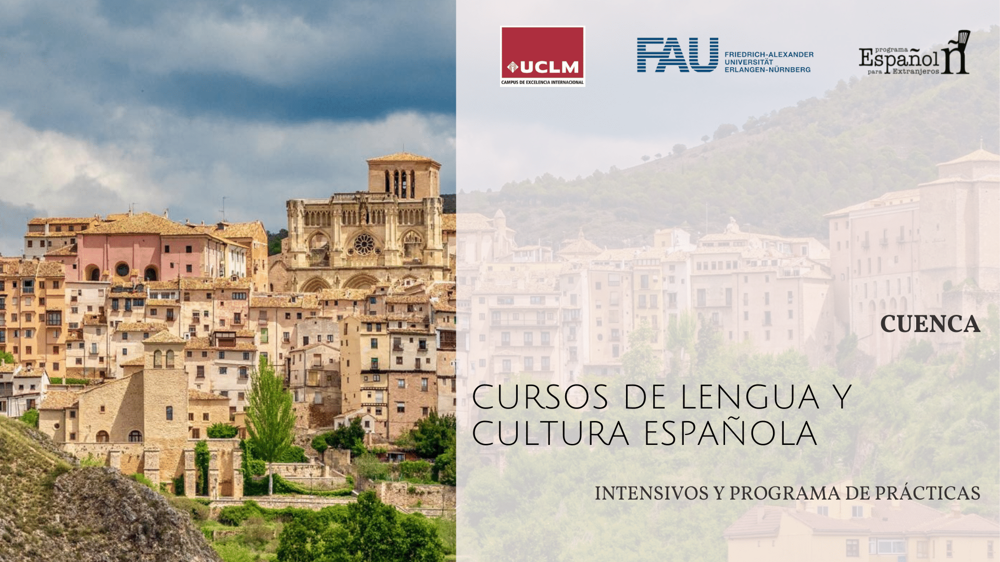 UCLM
CAMPUS DE EXCELENCIA INTERNACIONAL
FAU
FRIEDRICH-ALEXANDER
UNIVERSITÄT
ERLANGEN-NÜRNBERG
programa
Español
para Extranjeros
ñ
CUENCA
CURSOS DE LENGUA Y
CULTURA ESPAÑOLA
INTENSIVOS Y PROGRAMA DE PRÁCTICAS